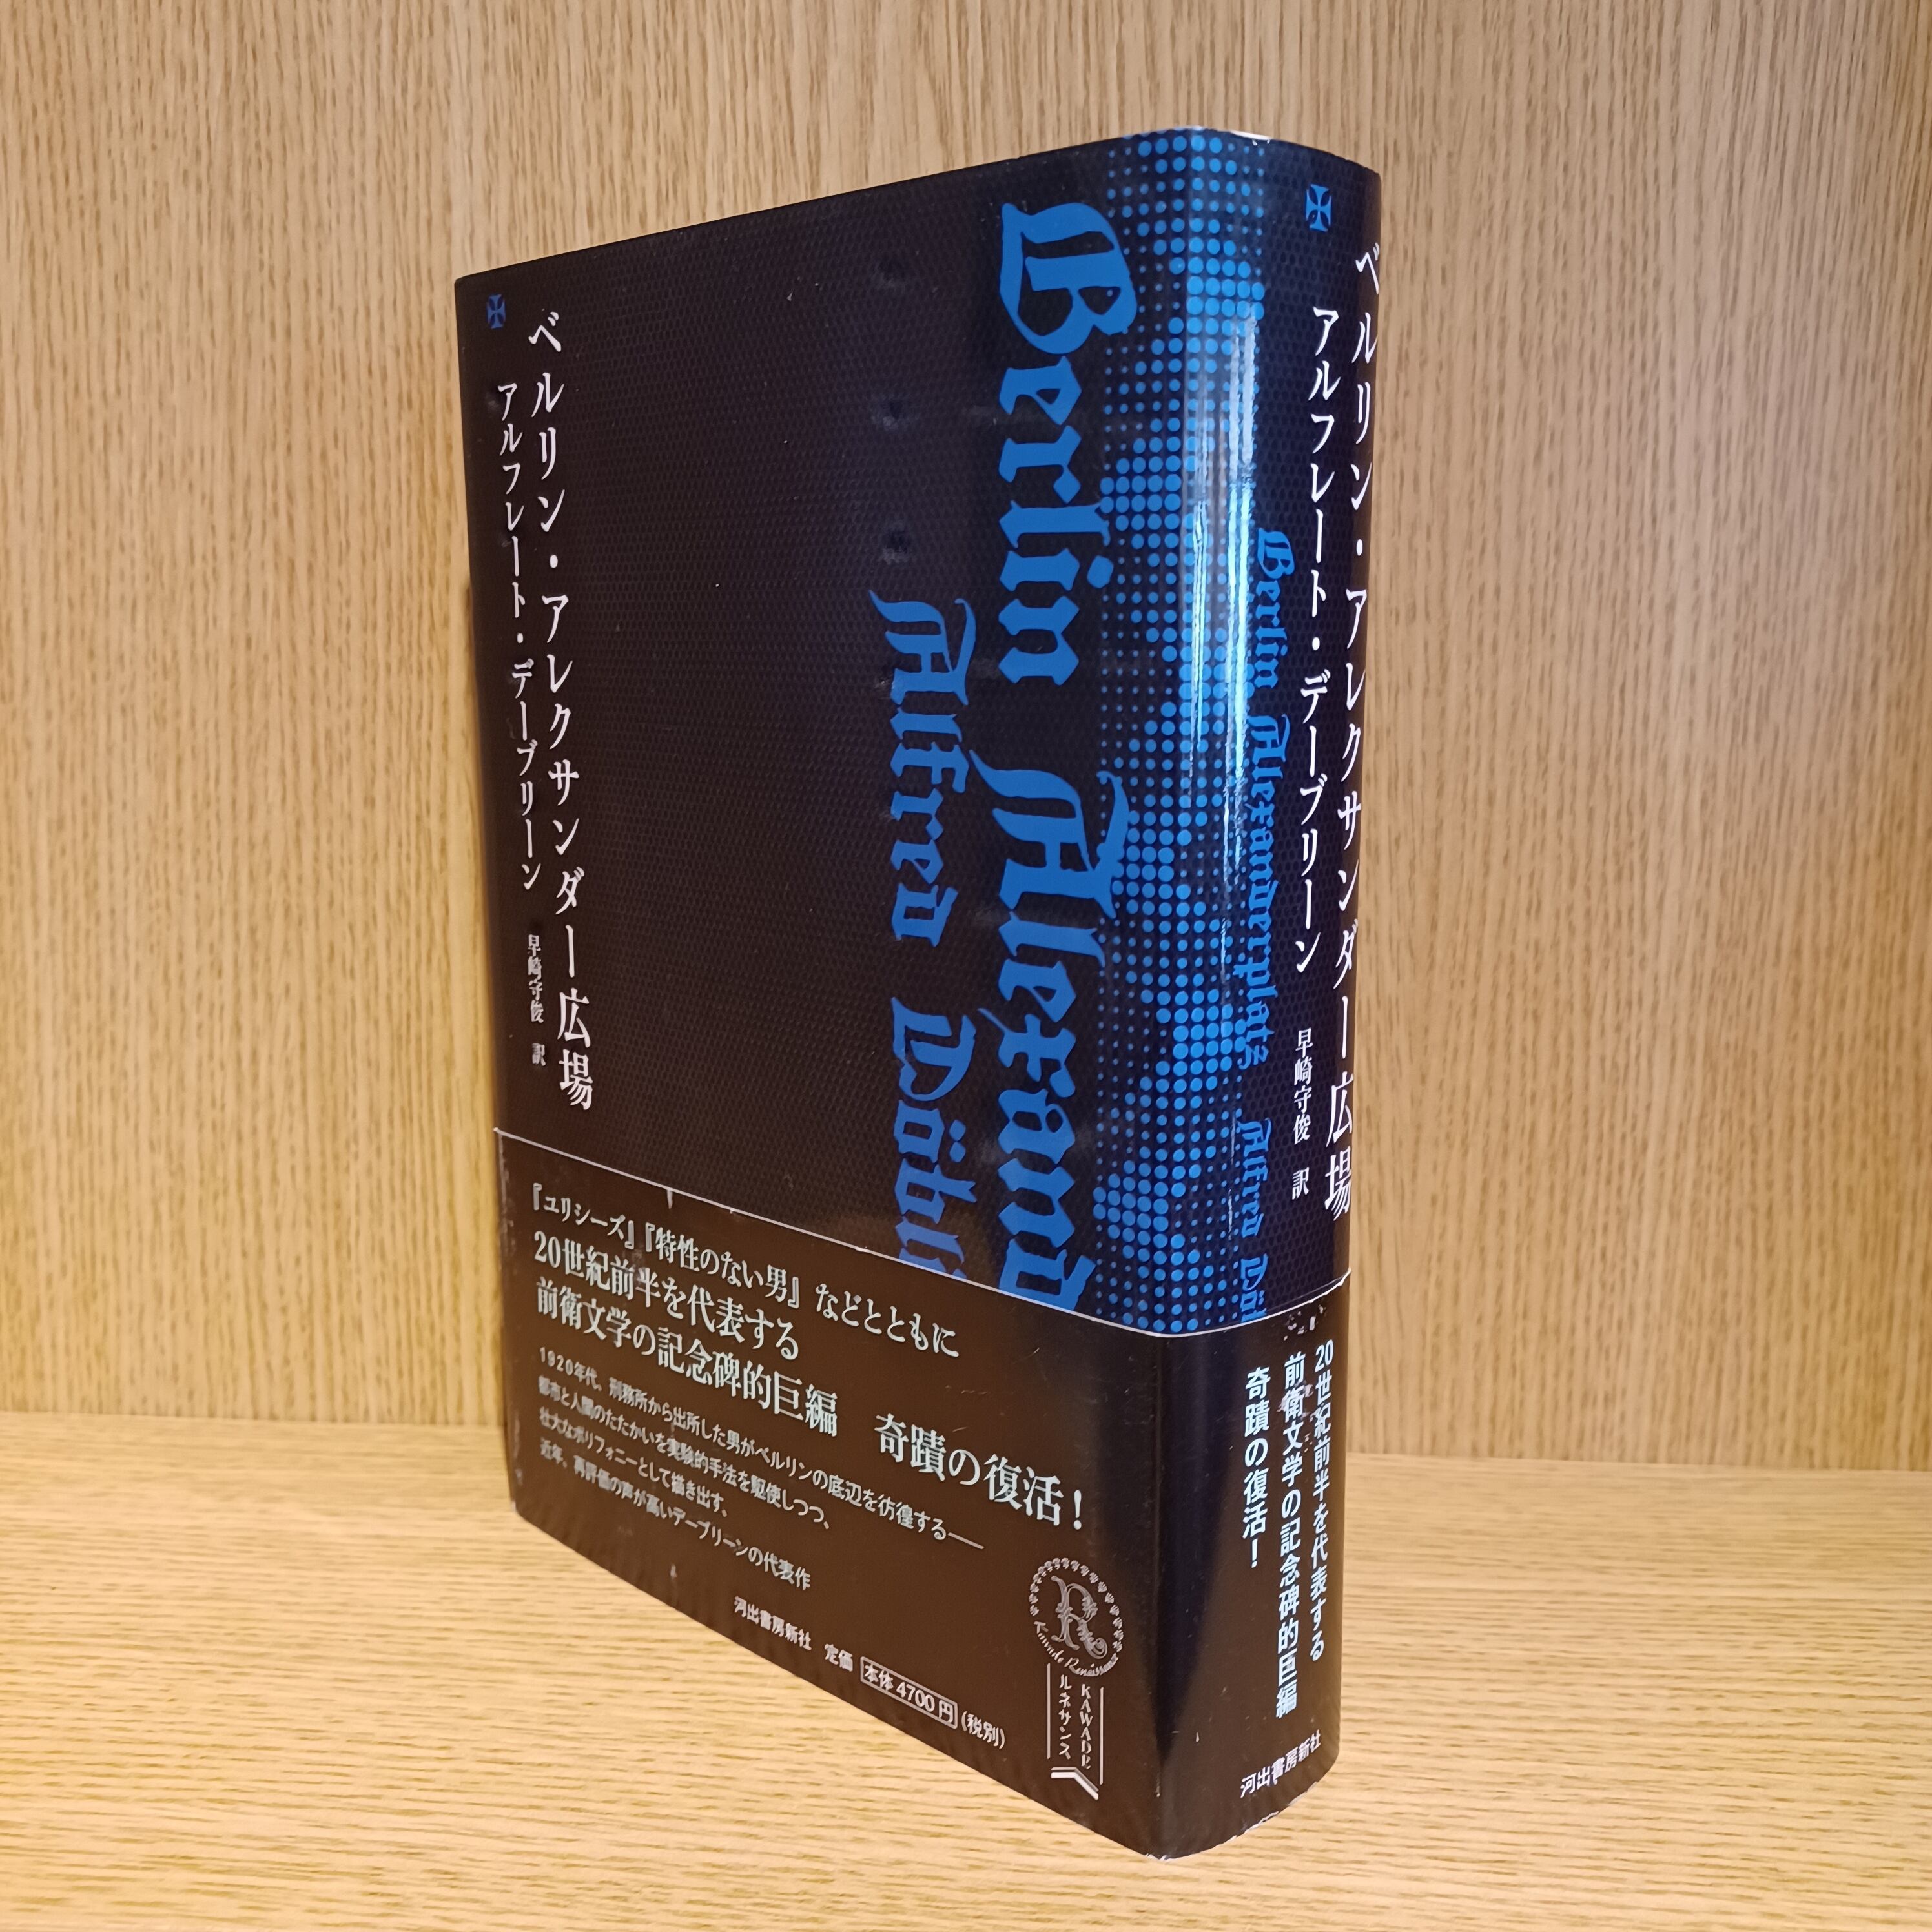 ベルリン・アレクサンダー広場
アルフレート・デーブリーン
早崎守俊 訳
Berlin Alexand
Alfred Döbli
『ユリシーズ』『特性のない男』などとともに
20世紀前半を代表する
前衛文学の記念碑的巨編 奇蹟の復活!
1920年代、刑務所から出所した男がベルリンの底辺を彷徨する——
都市と人間のたたかいを実験的手法を駆使しつつ、
壮大なポリフォニーとして描き出す、
近年、再評価の声が高いデーブリーンの代表作
河出書房新社 定価 本体4700円(税別)
R
Kawade Renaissance
KAWADE
ルネサンス
ベルリン・アレクサンダー広場
アルフレート・デーブリーン
早崎守俊 訳
Berlin Alexanderplatz Alfred Döb
20世紀前半を代表する
前衛文学の記念碑的巨編
奇蹟の復活!
河出書房新社